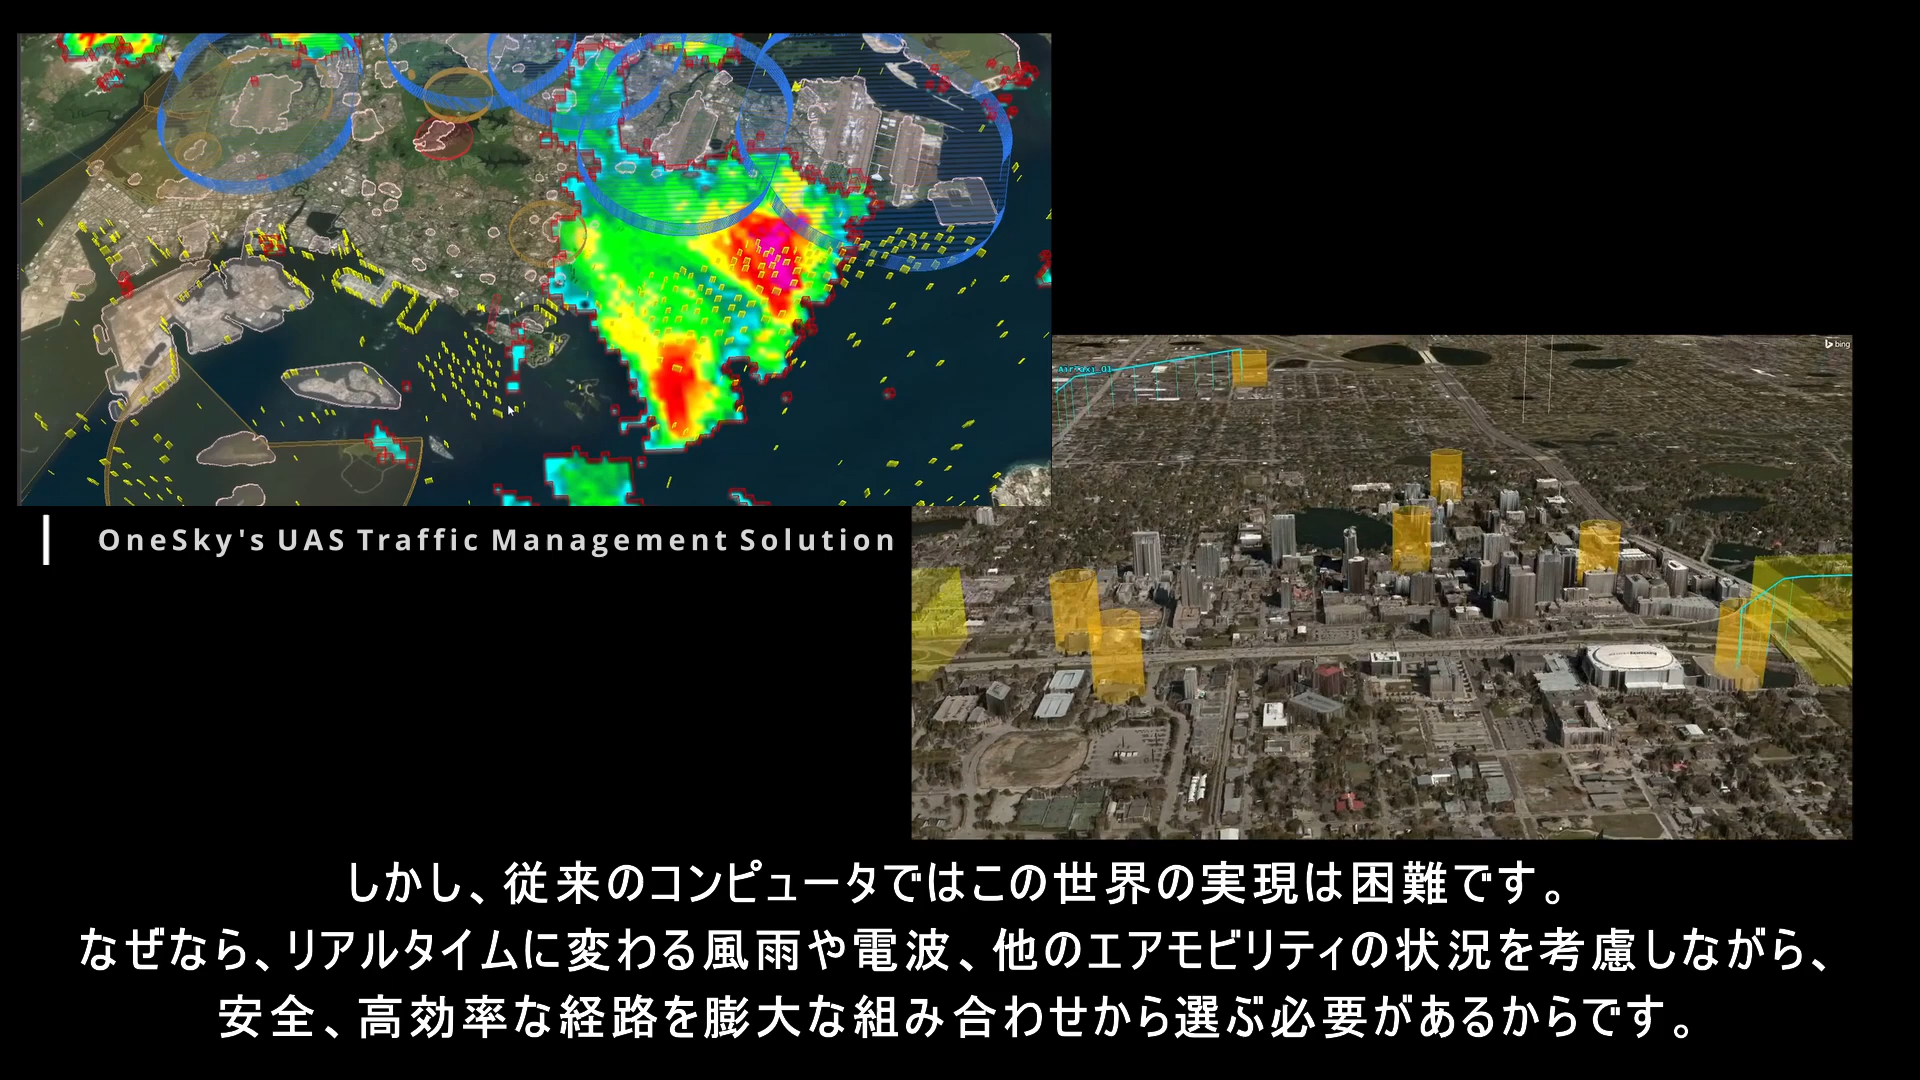 bing
Air Taxi_01
OneSky's UAS Traffic Management Solution
しかし、従来のコンピュータではこの世界の実現は困難です。
なぜなら、リアルタイムに変わる風雨や電波、他のエアモビリティの状況を考慮しながら、
安全、高効率な経路を膨大な組み合わせから選ぶ必要があるからです。